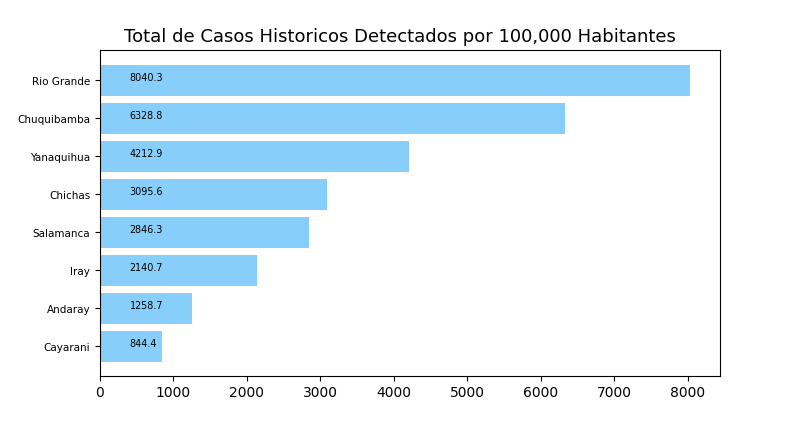 Total de Casos Historicos Detectados por 100,000 Habitantes
Rio Grande 8040.3
Chuquibamba 6328.8
Yanaquihua 4212.9
Chichas 3095.6
Salamanca 2846.3
Iray 2140.7
Andaray 1258.7
Cayarani 844.4
0 1000 2000 3000 4000 5000 6000 7000 8000